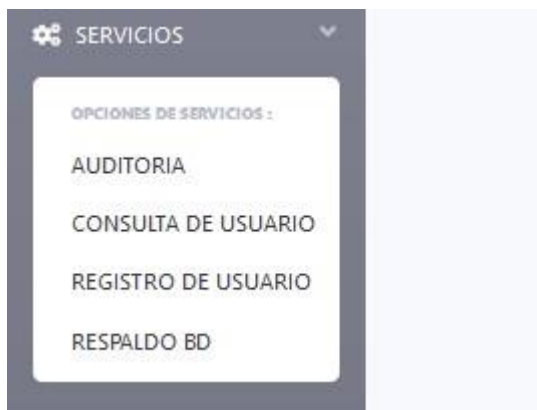 SERVICIOS
OPCIONES DE SERVICIOS :
AUDITORIA
CONSULTA DE USUARIO
REGISTRO DE USUARIO
RESPALDO BD